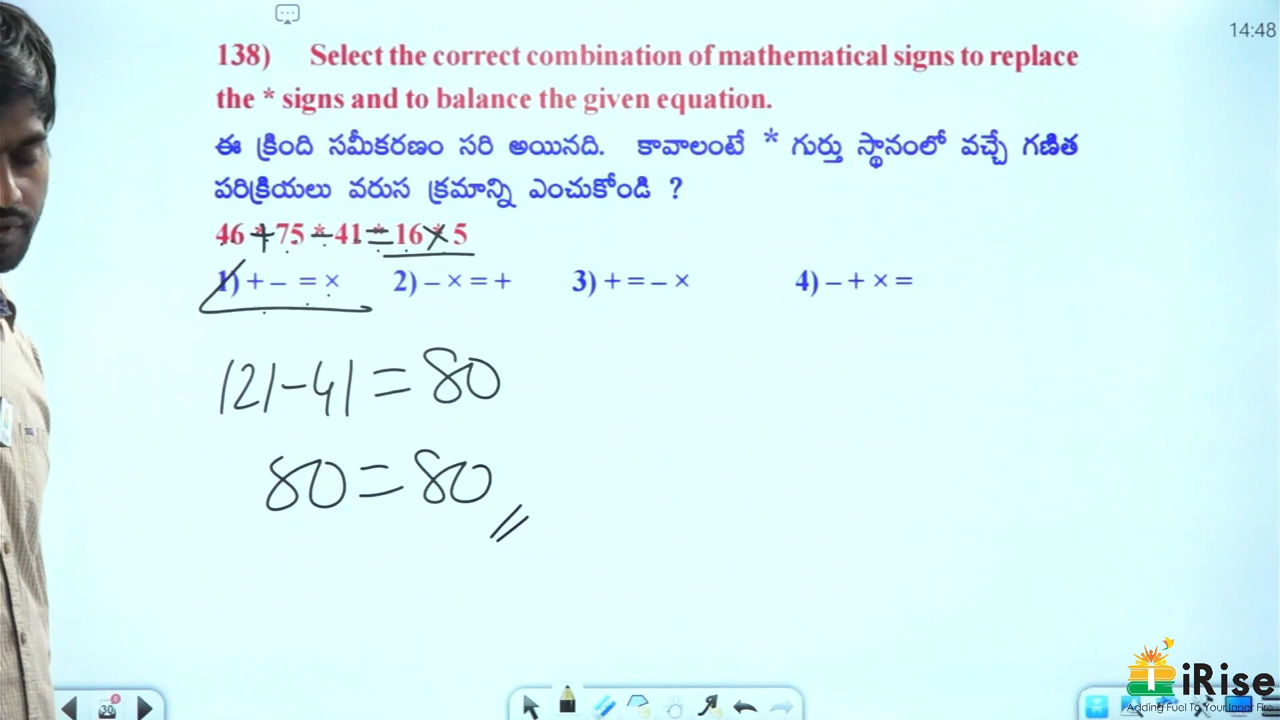 14:48
138) Select the correct combination of mathematical signs to replace
the * signs and to balance the given equation.
ఈ క్రింది సమీకరణం సరి అయినది. కావాలంటే * గుర్తు స్థానంలో వచ్చే గణిత
పరిక్రియలు వరుస క్రమాన్ని ఎంచుకోండి ?
46 + 75 − 41 = 16 × 5
1) + − = × 2) − × = + 3) + = − × 4) − + × =
121 − 41 = 80
80 = 80
30
iRise
Adding Fuel To Your Inner Fire